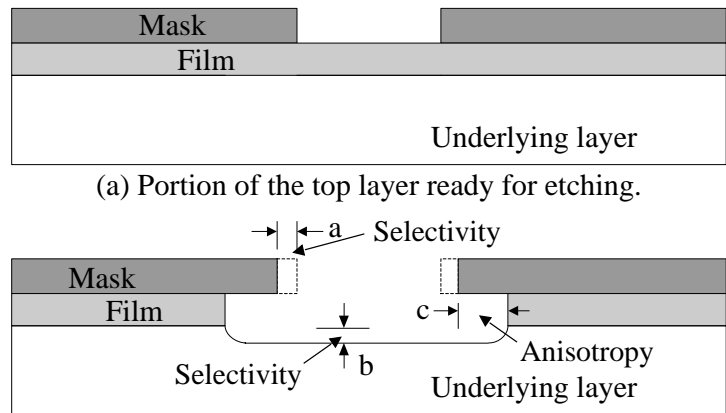 Mask
Film
Underlying layer
(a) Portion of the top layer ready for etching.
a
Selectivity
Mask
Film
c
Selectivity
b
Anisotropy
Underlying layer